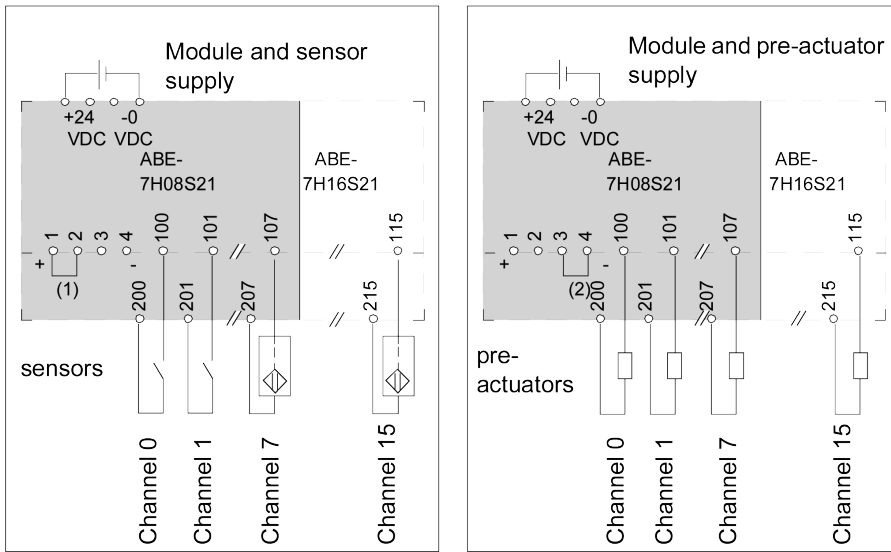 Module and sensor
supply
+24 -0
VDC VDC
ABE-
7H08S21
ABE-
7H16S21
1 2 3 4 100 101 107 115
+ -
(1)
200 201 207 215
sensors
Channel 0
Channel 1
Channel 7
Channel 15
Module and pre-actuator
supply
+24 -0
VDC VDC
ABE-
7H08S21
ABE-
7H16S21
1 2 3 4 100 101 107 115
+ -
(2)
200 201 207 215
pre-
actuators
Channel 0
Channel 1
Channel 7
Channel 15